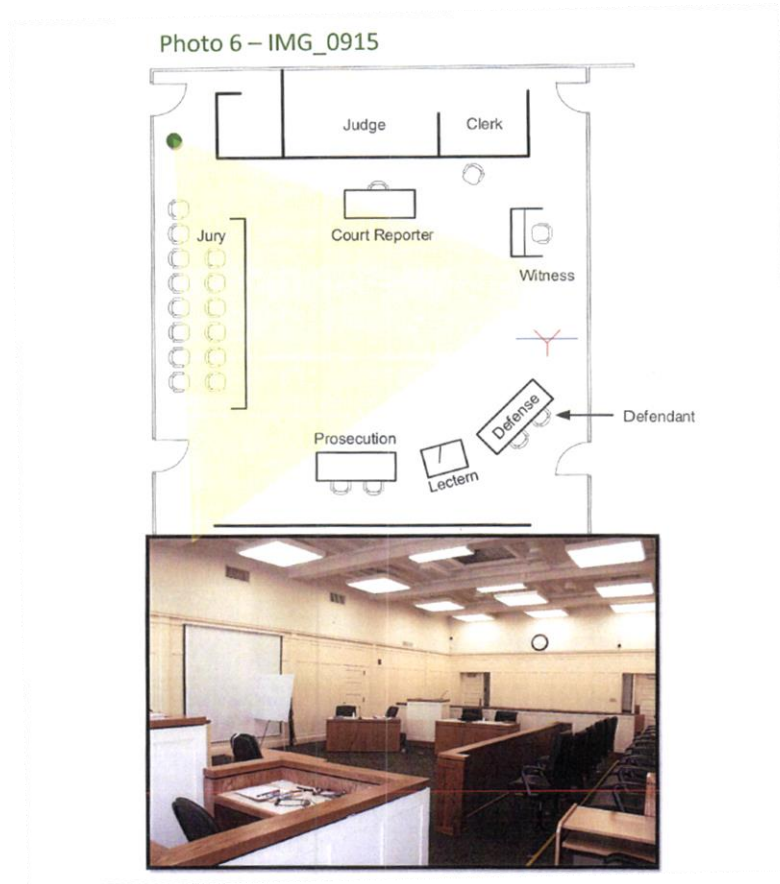 Photo 6 – IMG_0915
Judge
Clerk
Jury
Court Reporter
Witness
Defense
Defendant
Prosecution
Lectern